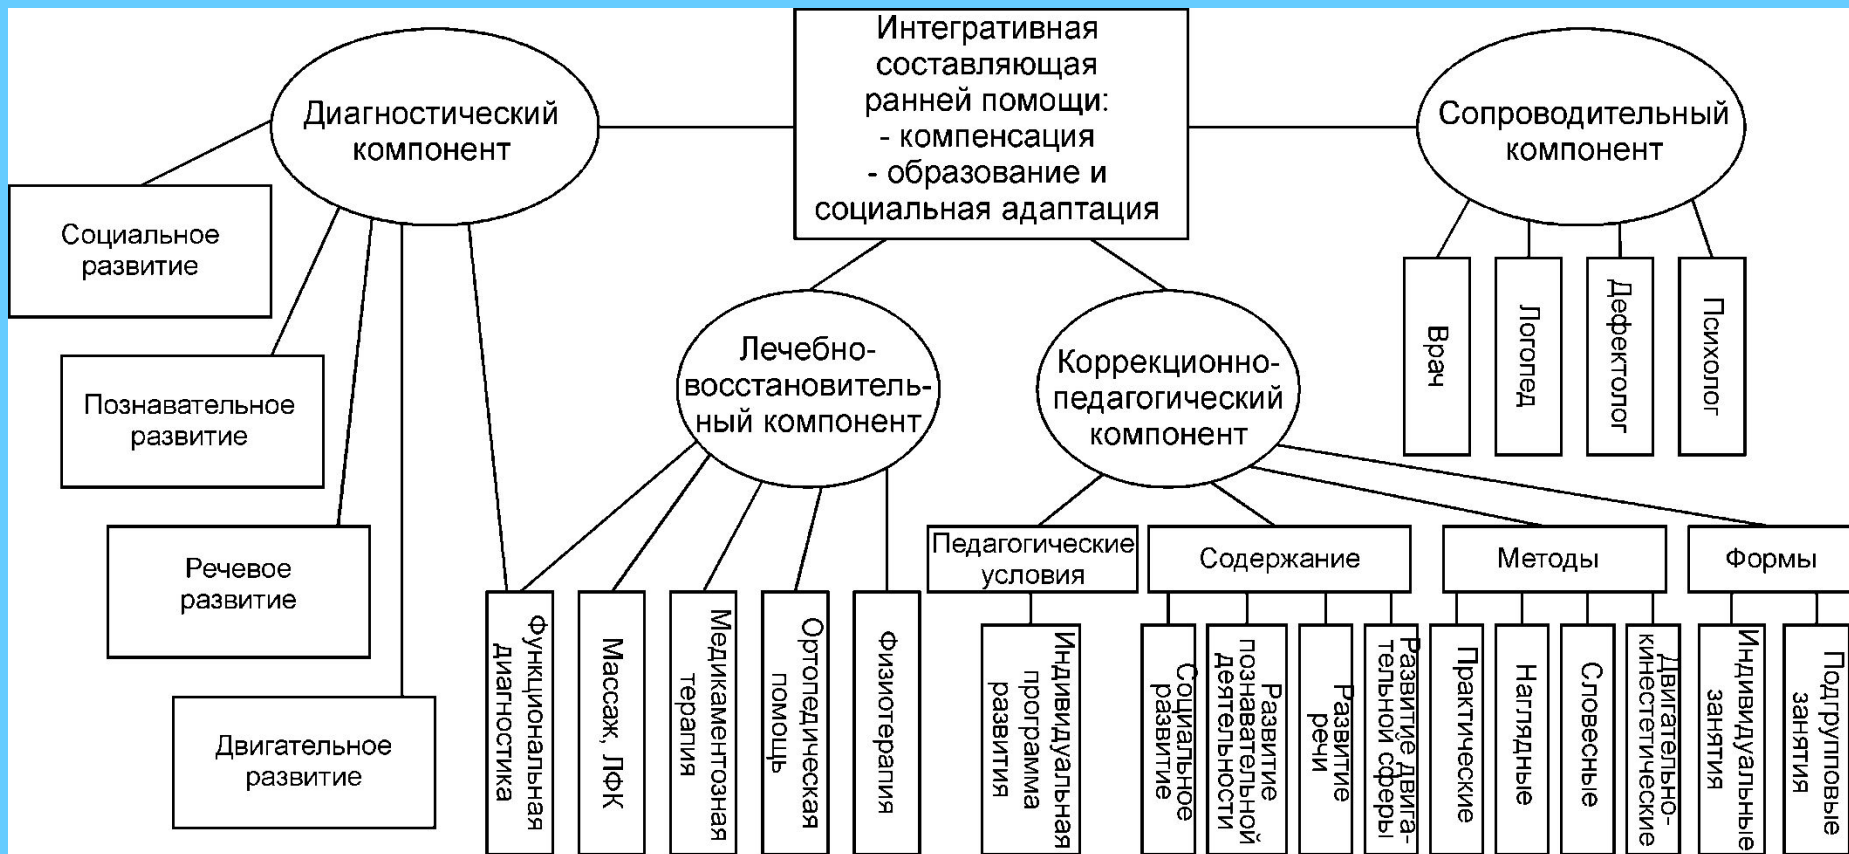 Интегративная
составляющая
ранней помощи:
- компенсация
- образование и
социальная адаптация
Диагностический
компонент
Сопроводительный
компонент
Социальное
развитие
Познавательное
развитие
Речевое
развитие
Двигательное
развитие
Лечебно-
восстановитель-
ный компонент
Коррекционно-
педагогический
компонент
Врач
Логопед
Дефектолог
Психолог
Функциональная
диагностика
Массаж, ЛФК
Медикаментозная
терапия
Ортопедическая
помощь
Физиотерапия
Педагогические
условия
Содержание
Методы
Формы
Индивидуальная
программа
развития
Социальное
развитие
Развитие
познавательной
деятельности
Развитие
речи
Развитие двига-
тельной сферы
Практические
Наглядные
Словесные
Двигательно-
кинестетические
Индивидуальные
занятия
Подгрупповые
занятия